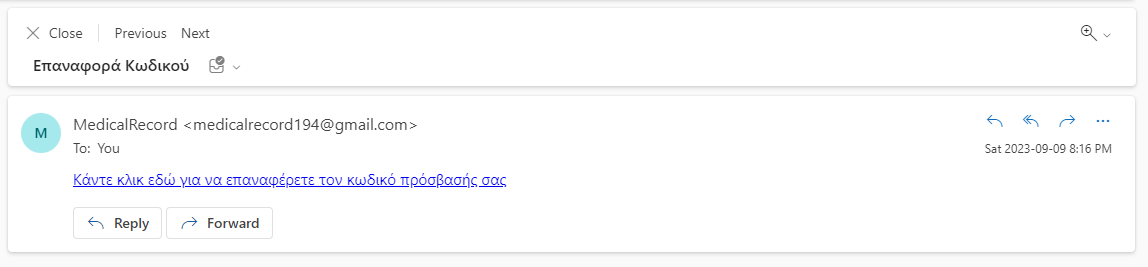 Close Previous Next
Επαναφορά Κωδικού
M
MedicalRecord <medicalrecord194@gmail.com>
To: You
Sat 2023-09-09 8:16 PM
Κάντε κλικ εδώ για να επαναφέρετε τον κωδικό πρόσβασής σας
Reply Forward